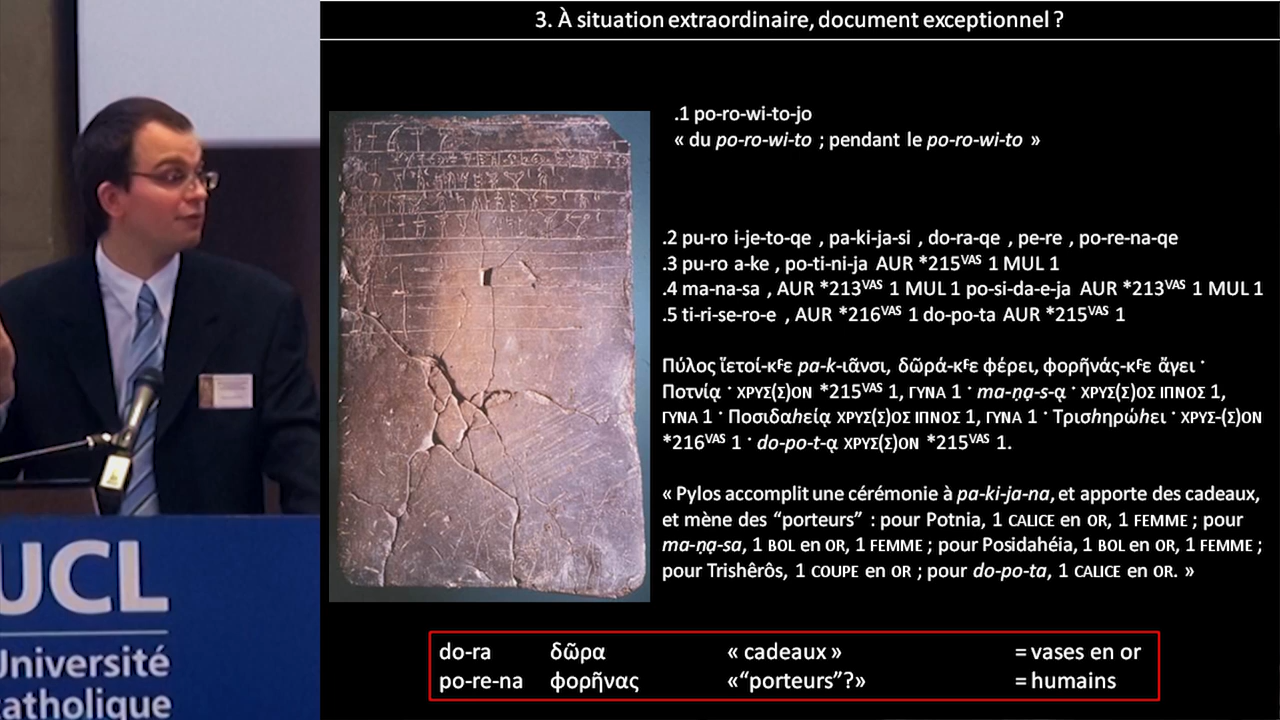 3. À situation extraordinaire, document exceptionnel ?
.1 po-ro-wi-to-jo
« du po-ro-wi-to ; pendant le po-ro-wi-to »
.2 pu-ro i-je-to-qe , pa-ki-ja-si , do-ra-qe , pe-re , po-re-na-qe
.3 pu-ro a-ke , po-ti-ni-ja AUR *215VAS 1 MUL 1
.4 ma-na-sa , AUR *213VAS 1 MUL 1 po-si-da-e-ja AUR *213VAS 1 MUL 1
.5 ti-ri-se-ro-e , AUR *216VAS 1 do-po-ta AUR *215VAS 1
Πύλος ἵετοί-κϝε pa-k-ιᾶνσι, δῶρά-κϝε φέρει, φορῆνάς-κϝε ἄγει ·
Ποτνίᾳ · ΧΡΥΣ(Σ)ΟΝ *215VAS 1, ΓΥΝΑ 1 · ma-ṇạ-s-ᾳ · ΧΡΥΣ(Σ)ΟΣ ΙΠΝΟΣ 1,
ΓΥΝΑ 1 · Ποσιδαhείᾳ ΧΡΥΣ(Σ)ΟΣ ΙΠΝΟΣ 1, ΓΥΝΑ 1 · Τρισhηρώhει · ΧΡΥΣ-(Σ)ΟΝ
*216VAS 1 · do-po-t-ᾳ ΧΡΥΣ(Σ)ΟΝ *215VAS 1.
« Pylos accomplit une cérémonie à pa-ki-ja-na, et apporte des cadeaux,
et mène des “porteurs” : pour Potnia, 1 CALICE en OR, 1 FEMME ; pour
ma-ṇạ-sa, 1 BOL en OR, 1 FEMME ; pour Posidahéia, 1 BOL en OR, 1 FEMME ;
pour Trishêrôs, 1 COUPE en OR ; pour do-po-ta, 1 CALICE en OR. »
do-ra δῶρα « cadeaux » = vases en or
po-re-na φορῆνας «“porteurs”?» = humains
UCL
Université
catholique